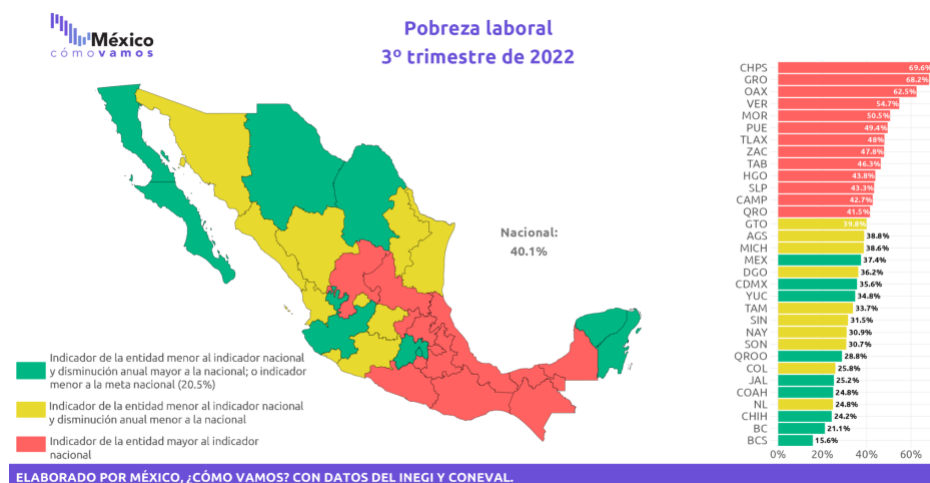 México
cómovamos
Pobreza laboral
3º trimestre de 2022
Nacional:
40.1%
Indicador de la entidad menor al indicador nacional
y disminución anual mayor a la nacional; o indicador
menor a la meta nacional (20.5%)
Indicador de la entidad menor al indicador nacional
y disminución anual menor a la nacional
Indicador de la entidad mayor al indicador
nacional
CHPS 69.6%
GRO 68.2%
OAX 62.5%
VER 54.7%
MOR 50.5%
PUE 49.4%
TLAX 48%
ZAC 47.8%
TAB 46.3%
HGO 43.8%
SLP 43.3%
CAMP 42.7%
QRO 41.5%
GTO 39.8%
AGS 38.8%
MICH 38.6%
MEX 37.4%
DGO 36.2%
CDMX 35.6%
YUC 34.8%
TAM 33.7%
SIN 31.5%
NAY 30.9%
SON 30.7%
QROO 28.8%
COL 25.8%
JAL 25.2%
COAH 24.8%
NL 24.8%
CHIH 24.2%
BC 21.1%
BCS 15.6%
0% 20% 40% 60%
ELABORADO POR MÉXICO, ¿CÓMO VAMOS? CON DATOS DEL INEGI Y CONEVAL.